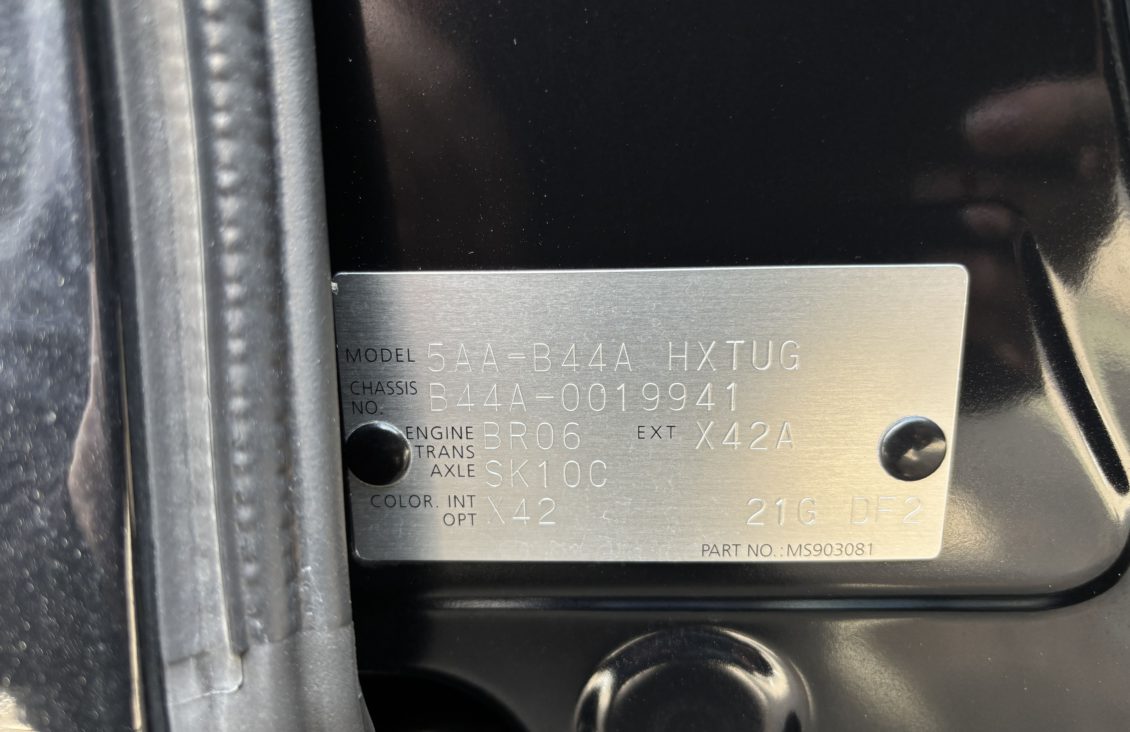 MODEL 5AA-B44A HXTUG
CHASSIS NO. B44A-0019941
ENGINE BR06 EXT X42A
TRANS AXLE SK10C
COLOR. INT OPT X42 21G DF2
PART NO.:MS903081